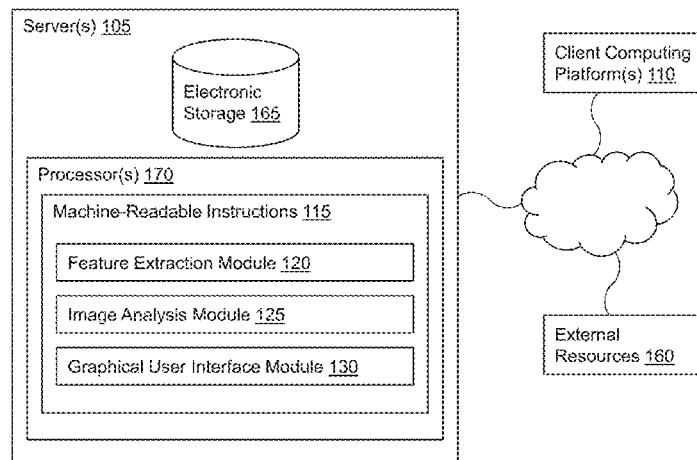 Server(s) 105
Electronic
Storage 165
Processor(s) 170
Machine-Readable Instructions 115
Feature Extraction Module 120
Image Analysis Module 125
Graphical User Interface Module 130
Client Computing
Platform(s) 110
External
Resources 160